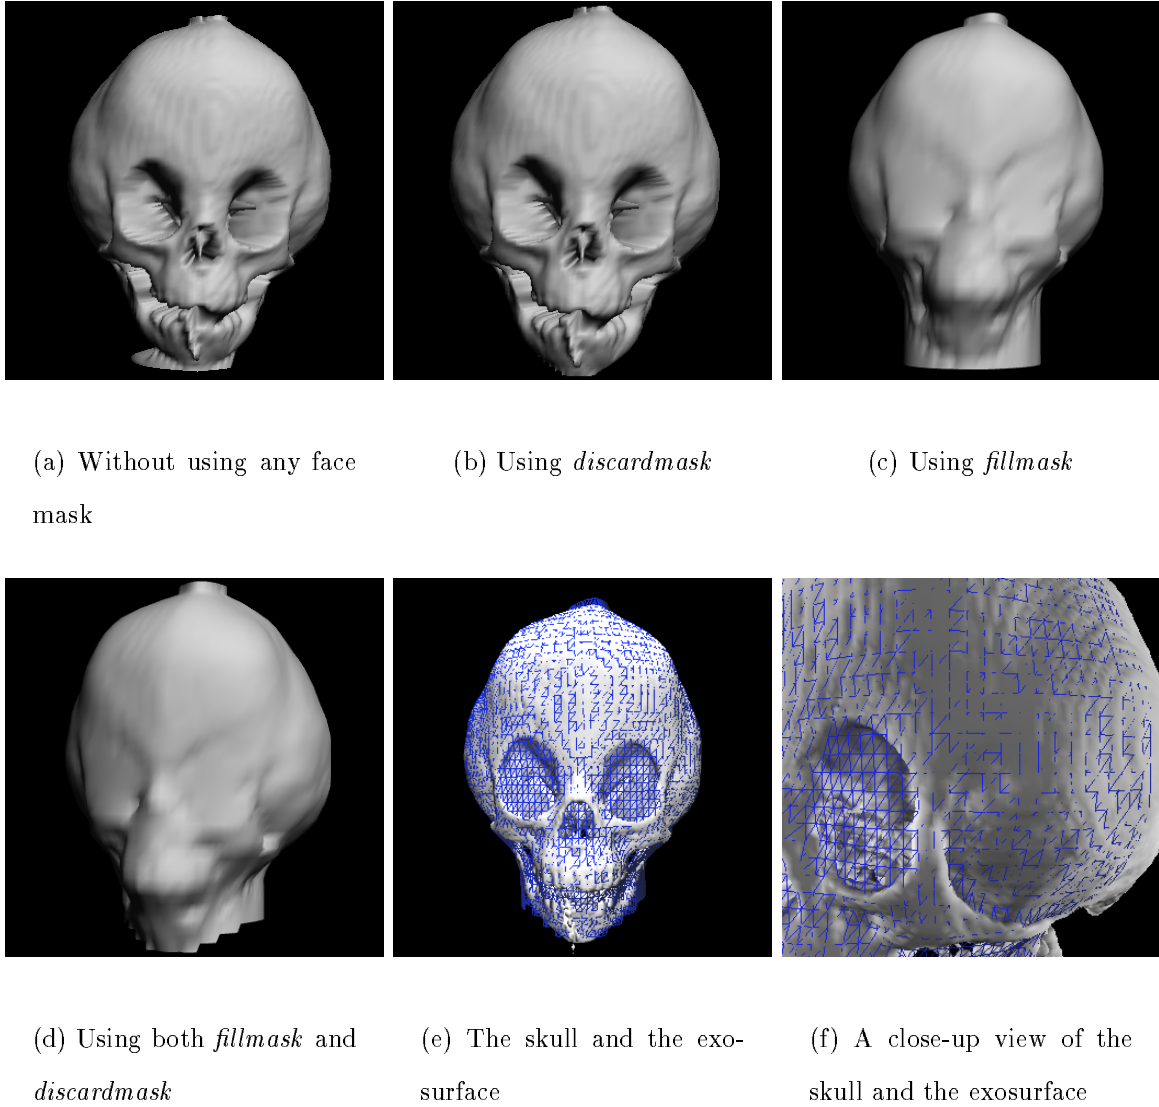 (a) Without using any face
mask
(b) Using discardmask
(c) Using fillmask
(d) Using both fillmask and
discardmask
(e) The skull and the exo-
surface
(f) A close-up view of the
skull and the exosurface